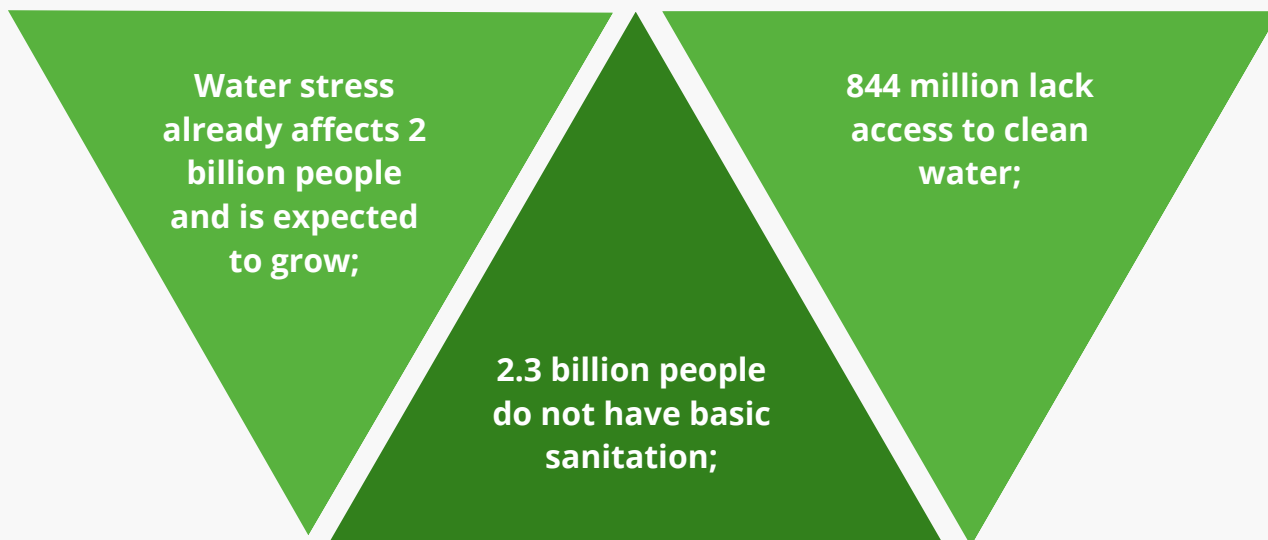 Water stress
already affects 2
billion people
and is expected
to grow;
2.3 billion people
do not have basic
sanitation;
844 million lack
access to clean
water;